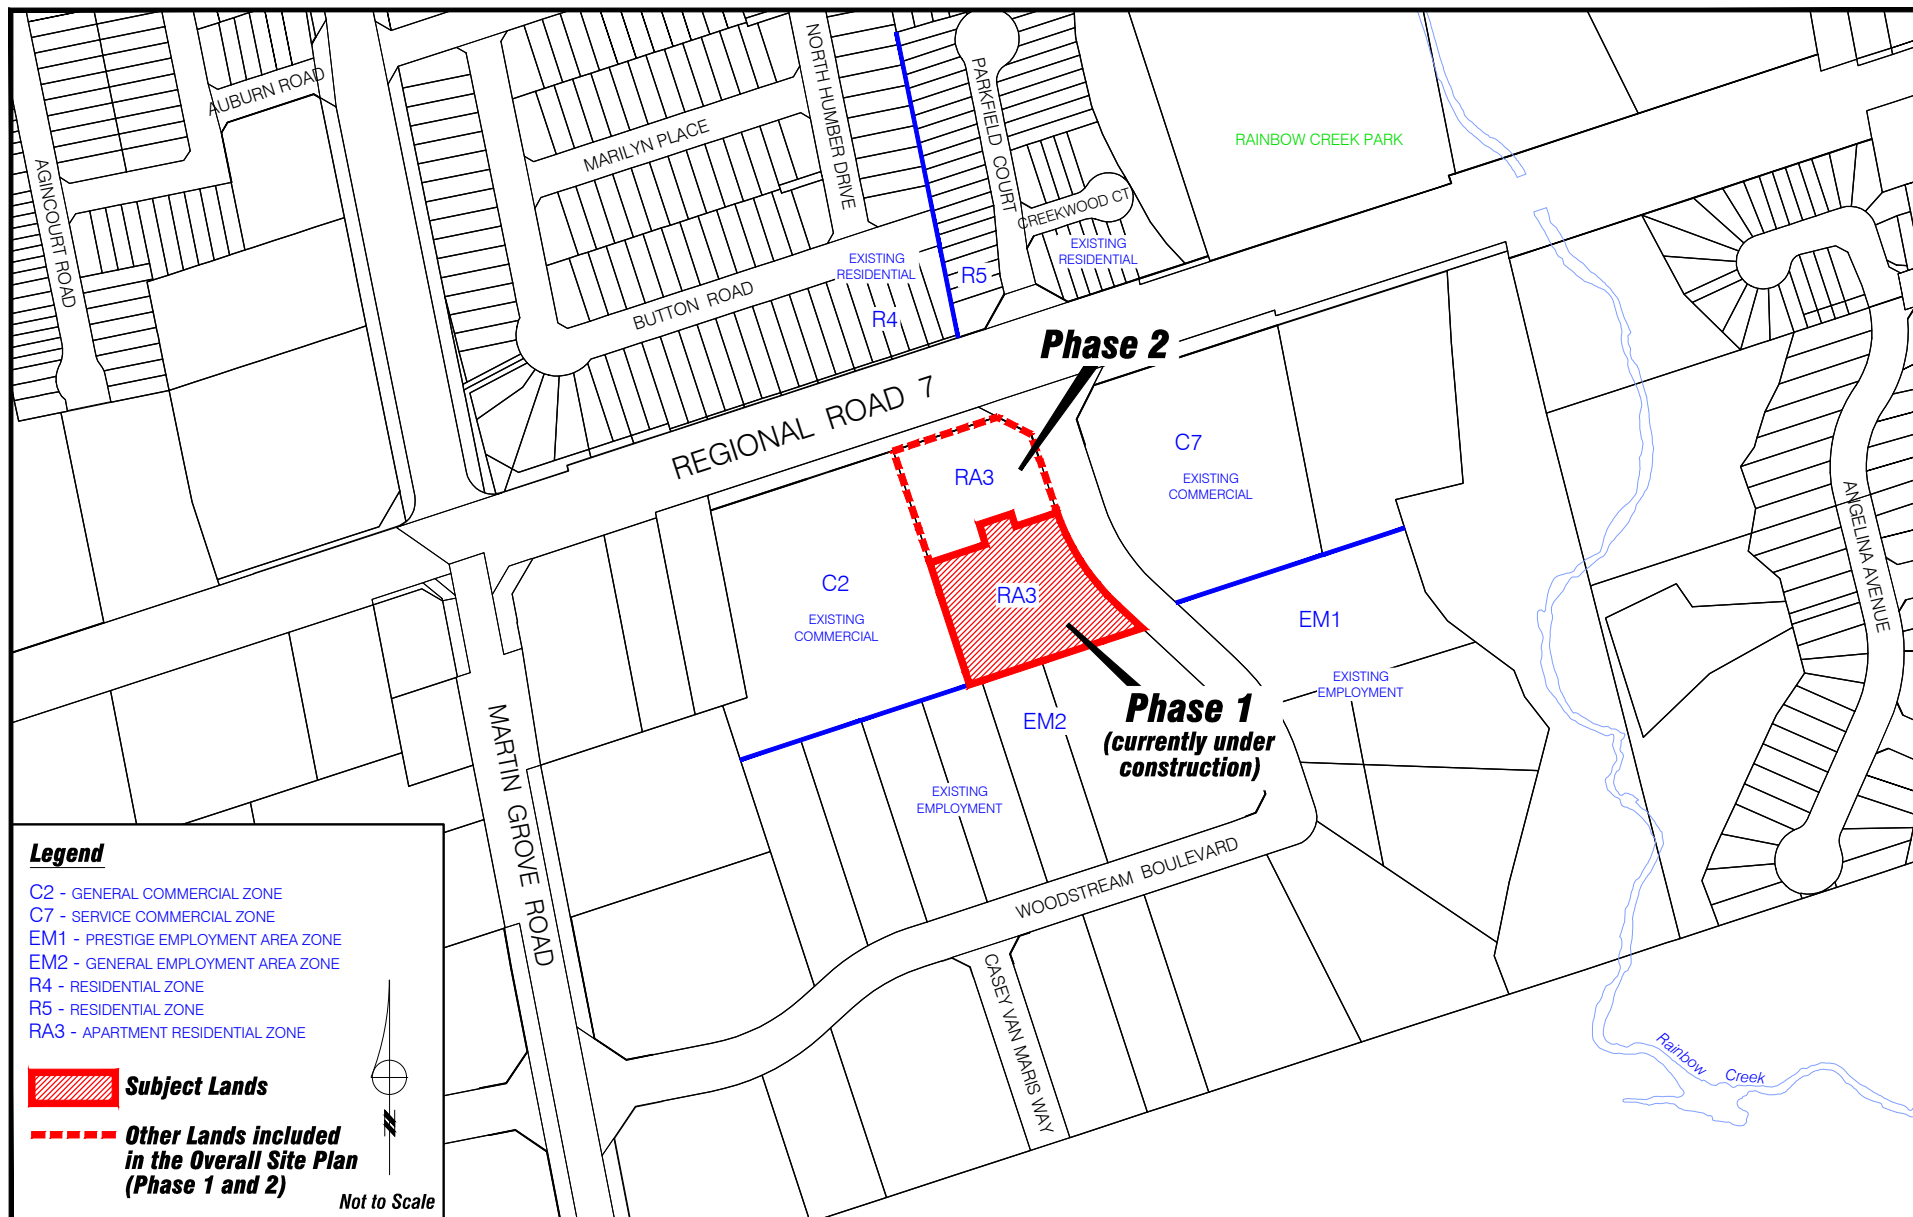 AUBURN ROAD
AGINCOURT ROAD
MARILYN PLACE
NORTH HUMBER DRIVE
PARKFIELD COURT
CREEKWOOD CT
RAINBOW CREEK PARK
EXISTING
RESIDENTIAL
EXISTING
RESIDENTIAL
R5
R4
BUTTON ROAD
Phase 2
REGIONAL ROAD 7
RA3
C7
EXISTING
COMMERCIAL
ANGELINA AVENUE
C2
EXISTING
COMMERCIAL
RA3
EM1
EXISTING
EMPLOYMENT
Phase 1
(currently under
construction)
EM2
EXISTING
EMPLOYMENT
MARTIN GROVE ROAD
WOODSTREAM BOULEVARD
CASEY VAN MARIS WAY
Rainbow Creek
Legend
C2 - GENERAL COMMERCIAL ZONE
C7 - SERVICE COMMERCIAL ZONE
EM1 - PRESTIGE EMPLOYMENT AREA ZONE
EM2 - GENERAL EMPLOYMENT AREA ZONE
R4 - RESIDENTIAL ZONE
R5 - RESIDENTIAL ZONE
RA3 - APARTMENT RESIDENTIAL ZONE
Subject Lands
Other Lands included
in the Overall Site Plan
(Phase 1 and 2)
N
Not to Scale